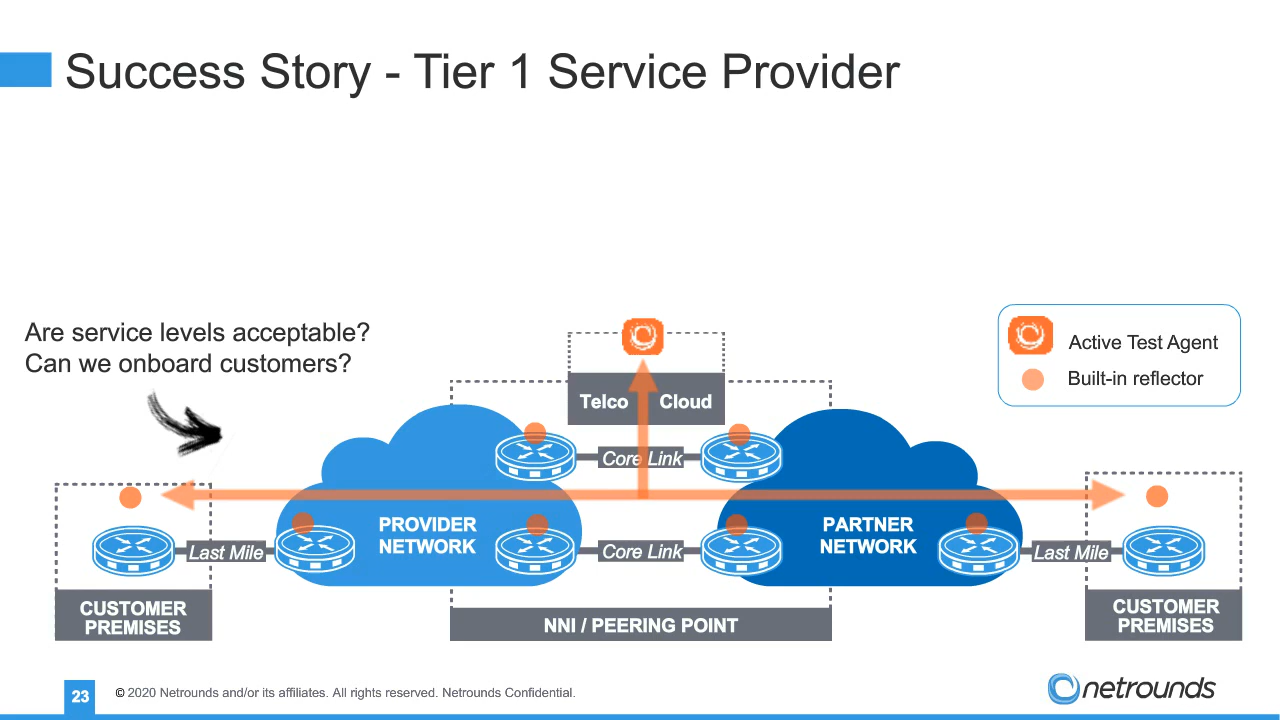 Success Story - Tier 1 Service Provider
Are service levels acceptable?
Can we onboard customers?
Active Test Agent
Built-in reflector
Telco Cloud
Core Link
PROVIDER
NETWORK
PARTNER
NETWORK
Last Mile
Core Link
Last Mile
CUSTOMER
PREMISES
NNI / PEERING POINT
CUSTOMER
PREMISES
23
© 2020 Netrounds and/or its affiliates. All rights reserved. Netrounds Confidential.
netrounds